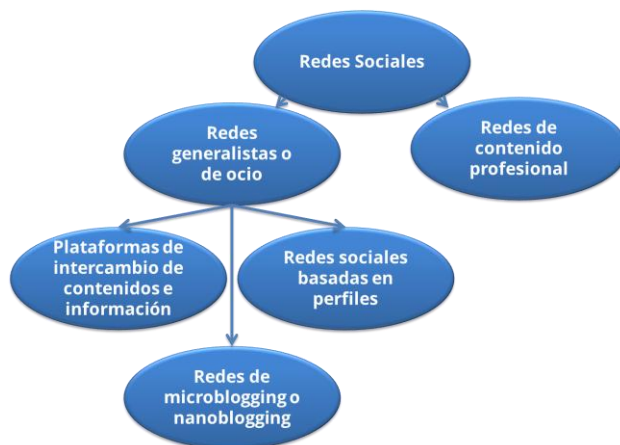 Redes Sociales
Redes
generalistas o
de ocio
Redes de
contenido
profesional
Plataformas de
intercambio de
contenidos e
información
Redes sociales
basadas en
perfiles
Redes de
microblogging o
nanoblogging